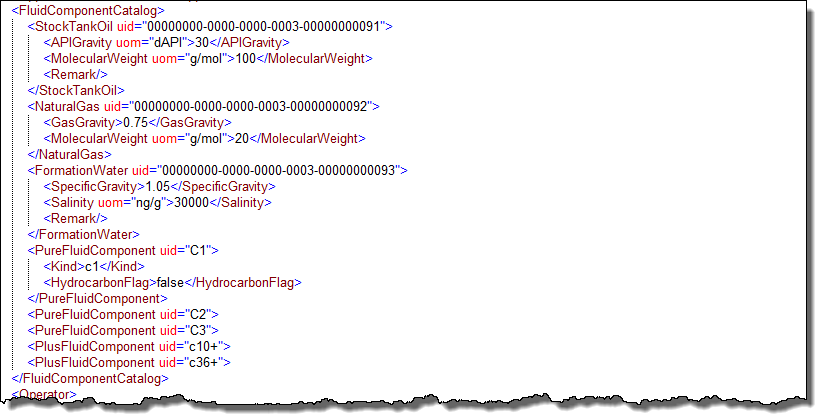 <FluidComponentCatalog>
<StockTankOil uid="00000000-0000-0000-0003-00000000091">
<APIGravity uom="dAPI">30</APIGravity>
<MolecularWeight uom="g/mol">100</MolecularWeight>
<Remark/>
</StockTankOil>
<NaturalGas uid="00000000-0000-0000-0003-00000000092">
<GasGravity>0.75</GasGravity>
<MolecularWeight uom="g/mol">20</MolecularWeight>
</NaturalGas>
<FormationWater uid="00000000-0000-0000-0003-00000000093">
<SpecificGravity>1.05</SpecificGravity>
<Salinity uom="ng/g">30000</Salinity>
<Remark/>
</FormationWater>
<PureFluidComponent uid="C1">
<Kind>c1</Kind>
<HydrocarbonFlag>false</HydrocarbonFlag>
</PureFluidComponent>
<PureFluidComponent uid="C2">
<PureFluidComponent uid="C3">
<PlusFluidComponent uid="c10+">
<PlusFluidComponent uid="c36+">
</FluidComponentCatalog>
<Operator>